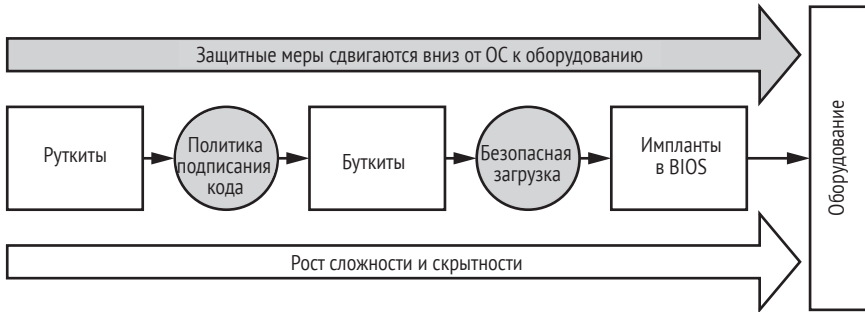 Защитные меры сдвигаются вниз от ОС к оборудованию
Руткиты
Политика
подписания
кода
Буткиты
Безопасная
загрузка
Импланты
в BIOS
Оборудование
Рост сложности и скрытности